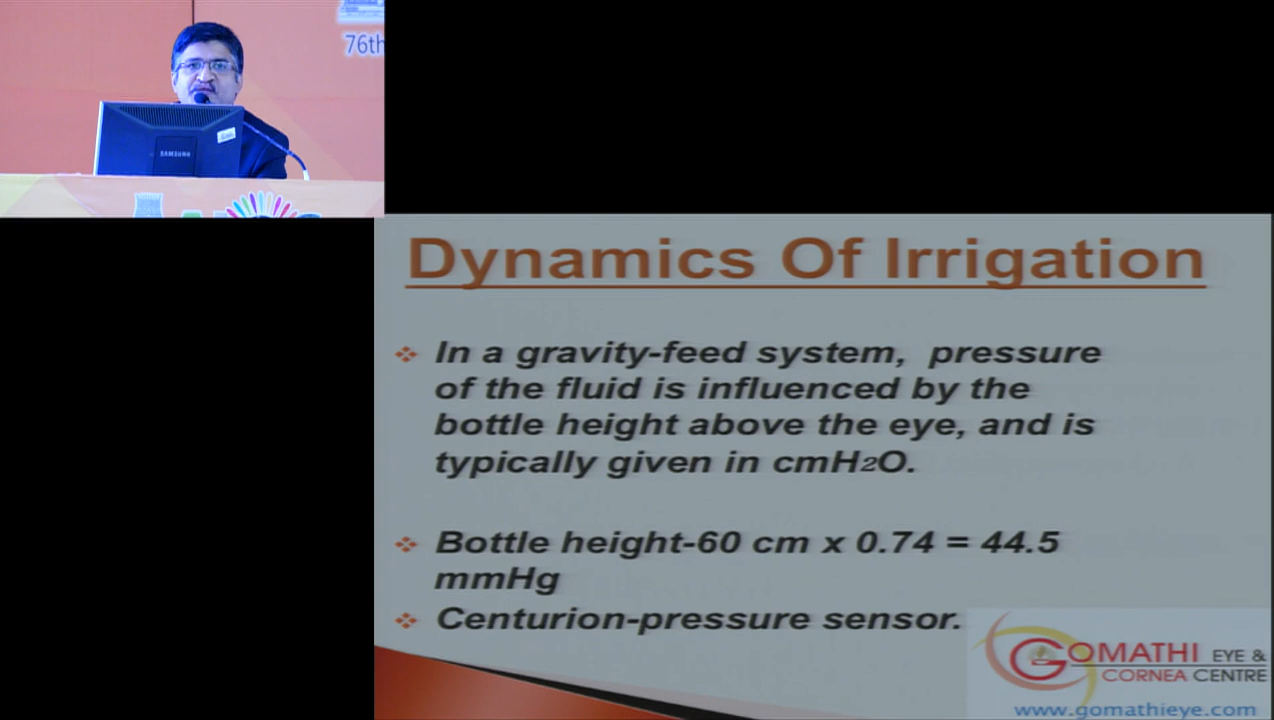 76th
SAMSUNG
Dynamics Of Irrigation
❖ In a gravity-feed system, pressure
of the fluid is influenced by the
bottle height above the eye, and is
typically given in cmH2O.
❖ Bottle height-60 cm x 0.74 = 44.5
mmHg
❖ Centurion-pressure sensor.
GOMATHI EYE &
CORNEA CENTRE
www.gomathieye.com